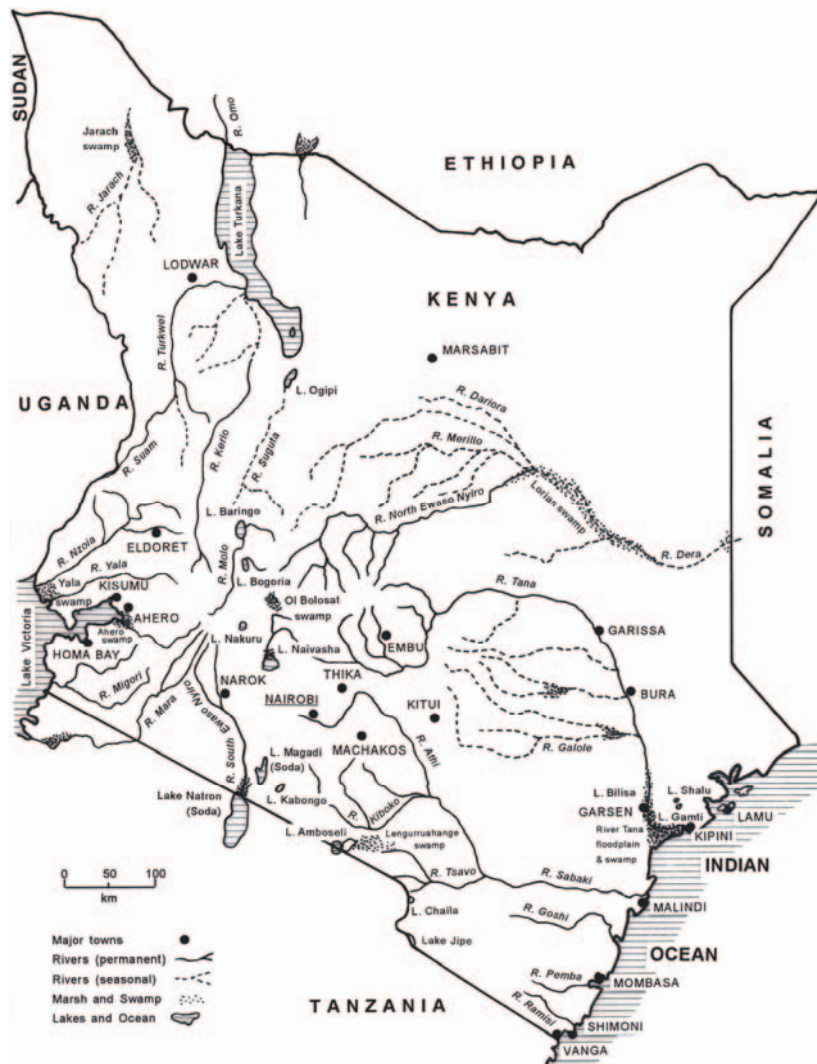 SUDAN
R. Omo
Jarach
swamp
ETHIOPIA
R. Jarach
Lake Turkana
LODWAR
KENYA
R. Turkwel
MARSABIT
L. Ogipi
UGANDA
R. Dariora
SOMALIA
R. Suam
R. Kerio
R. Suguta
R. Merillo
R. North Ewaso Nyiro
Lorian swamp
L. Baringo
R. Nzoia
ELDORET
R. Molo
R. Dera
R. Yala
Yala
swamp
KISUMU
L. Bogoria
R. Tana
Ol Bolosat
swamp
AHERO
Ahero
swamp
Lake Victoria
HOMA BAY
L. Nakuru
EMBU
GARISSA
L. Naivasha
R. Migori
NAROK
THIKA
BURA
R. Mara
Ewaso Nyiro
NAIROBI
KITUI
MACHAKOS
R. Athi
R. Galole
R. South
L. Magadi
(Soda)
Lake Natron
(Soda)
L. Kabongo
R. Kiboko
L. Bilisa
L. Shalu
GARSEN
L. Gamti
LAMU
KIPINI
River Tana
floodplain
& swamp
L. Amboseli
Lengurruahange
swamp
INDIAN
R. Tsavo
R. Sabaki
0 50 100
km
L. Challa
R. Goshi
MALINDI
Lake Jipe
OCEAN
Major towns
Rivers (permanent)
Rivers (seasonal)
Marsh and Swamp
Lakes and Ocean
R. Pemba
MOMBASA
TANZANIA
R. Ramisi
SHIMONI
VANGA